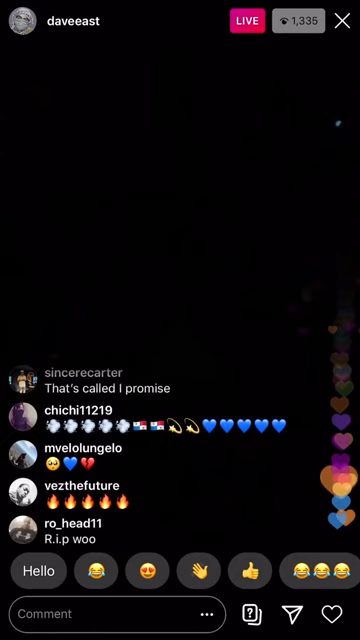 daveeast
LIVE
1,335
sincerecarter
That's called I promise
chichi11219
💨💨💨💨💨🇵🇦🇵🇦💫💫💙💙💙💙💙
mvelolungelo
🥺💙💔
vezthefuture
🔥🔥🔥🔥🔥
ro_head11
R.i.p woo
Hello
😂
😍
👋
👍
😂😂😂
Comment